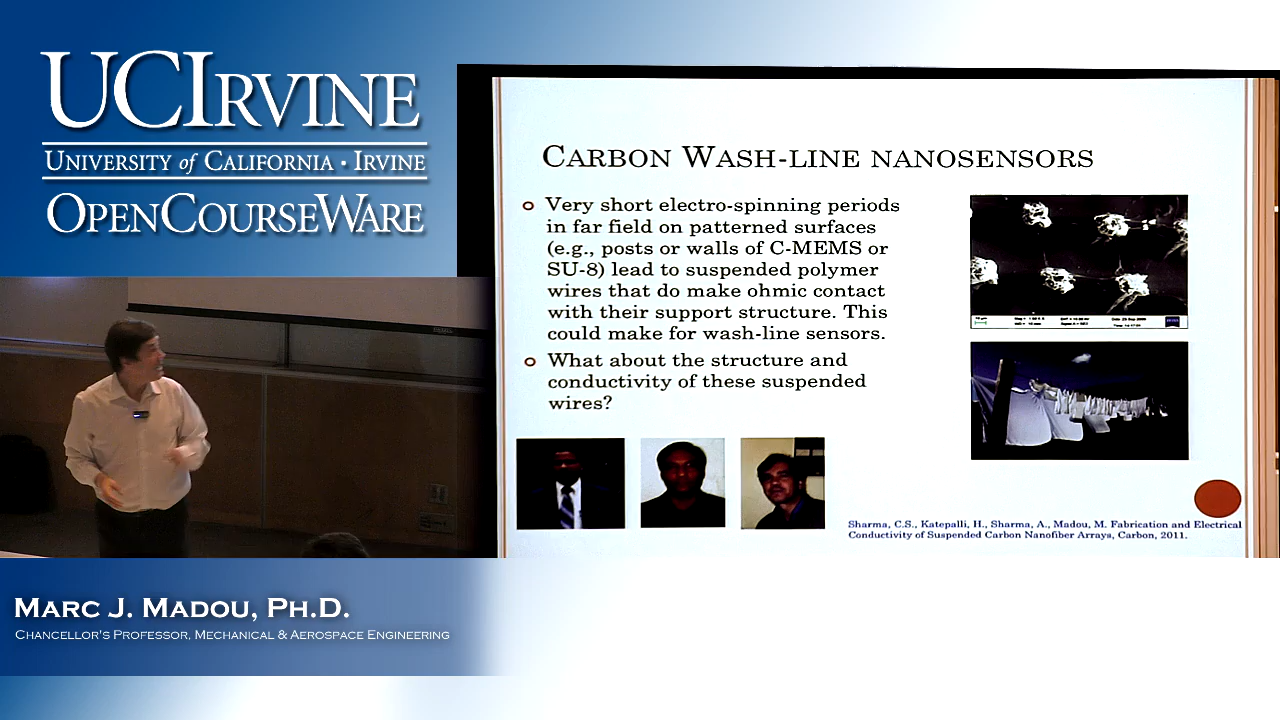 UCIRVINE
UNIVERSITY of CALIFORNIA · IRVINE
OPENCOURSEWARE
CARBON WASH-LINE NANOSENSORS
Very short electro-spinning periods
in far field on patterned surfaces
(e.g., posts or walls of C-MEMS or
SU-8) lead to suspended polymer
wires that do make ohmic contact
with their support structure. This
could make for wash-line sensors.
What about the structure and
conductivity of these suspended
wires?
Sharma, C.S., Katepalli, H., Sharma, A., Madou, M. Fabrication and Electrical
Conductivity of Suspended Carbon Nanofiber Arrays, Carbon, 2011.
MARC J. MADOU, PH.D.
CHANCELLOR'S PROFESSOR, MECHANICAL & AEROSPACE ENGINEERING